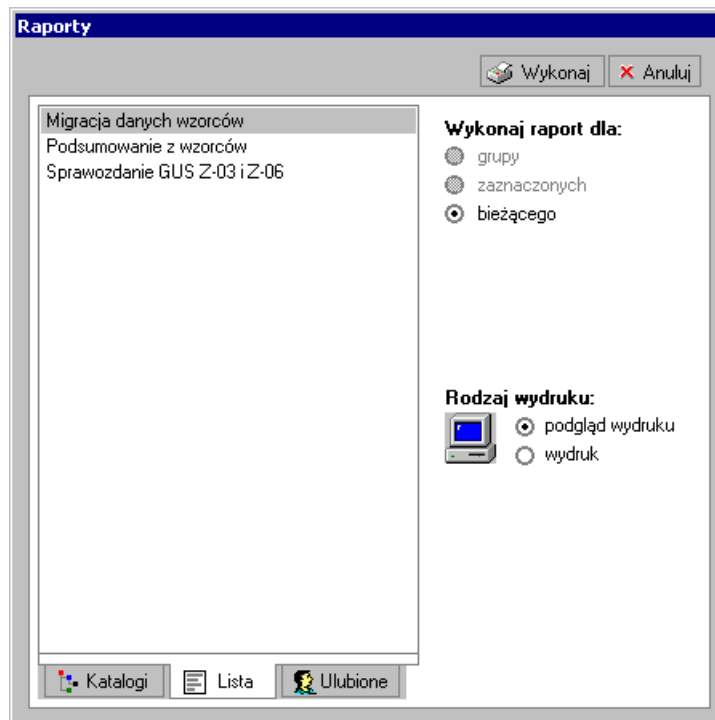 Raporty
Wykonaj
Anuluj
Migracja danych wzorców
Podsumowanie z wzorców
Sprawozdanie GUS Z-03 i Z-06
Wykonaj raport dla:
grupy
zaznaczonych
bieżącego
Rodzaj wydruku:
podgląd wydruku
wydruk
Katalogi
Lista
Ulubione